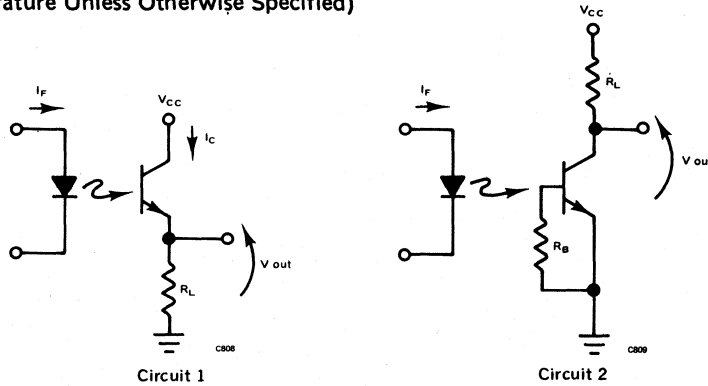 rature Unless Otherwise Specified)
IF
VCC
IC
V out
RL
C808
Circuit 1
VCC
RL
IF
V ou
RB
C809
Circuit 2